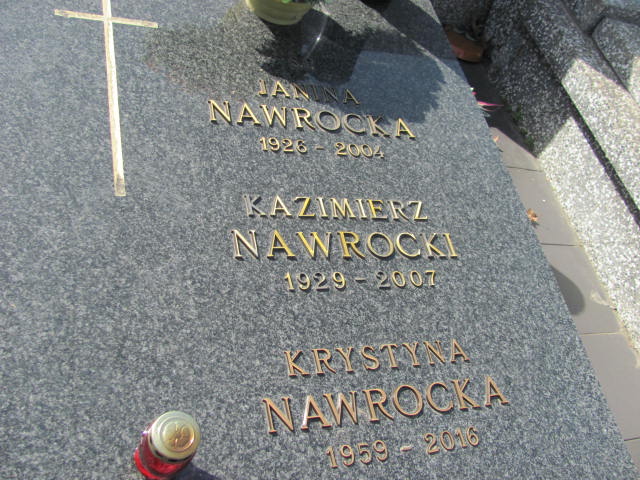 JANINA
NAWROCKA
1926 - 2004
KAZIMIERZ
NAWROCKI
1929 - 2007
KRYSTYNA
NAWROCKA
1959 - 2016